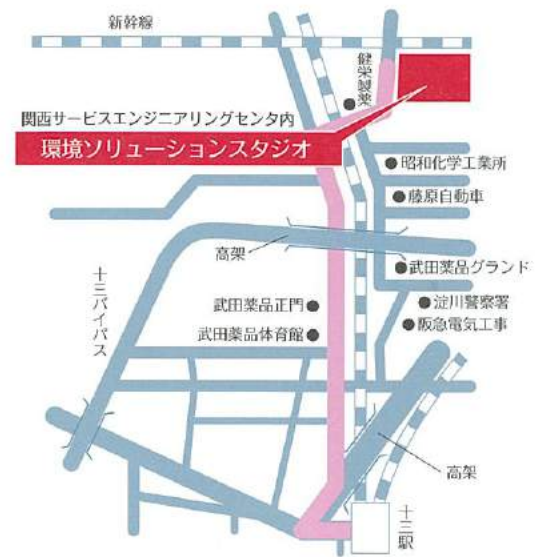 新幹線
健栄製薬
関西サービスエンジニアリングセンタ内
環境ソリューションスタジオ
昭和化学工業所
藤原自動車
高架
武田薬品グランド
十三バイパス
武田薬品正門
淀川警察署
武田薬品体育館
阪急電気工事
高架
十三駅